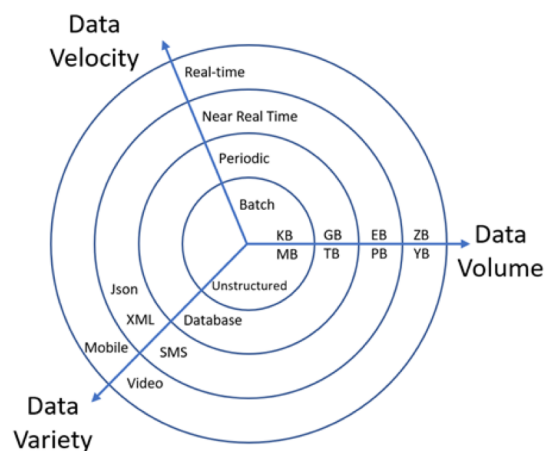 Data
Velocity
Real-time
Near Real Time
Periodic
Batch
KB GB EB ZB
MB TB PB YB
Data
Volume
Unstructured
Json
XML
Database
Mobile
SMS
Video
Data
Variety